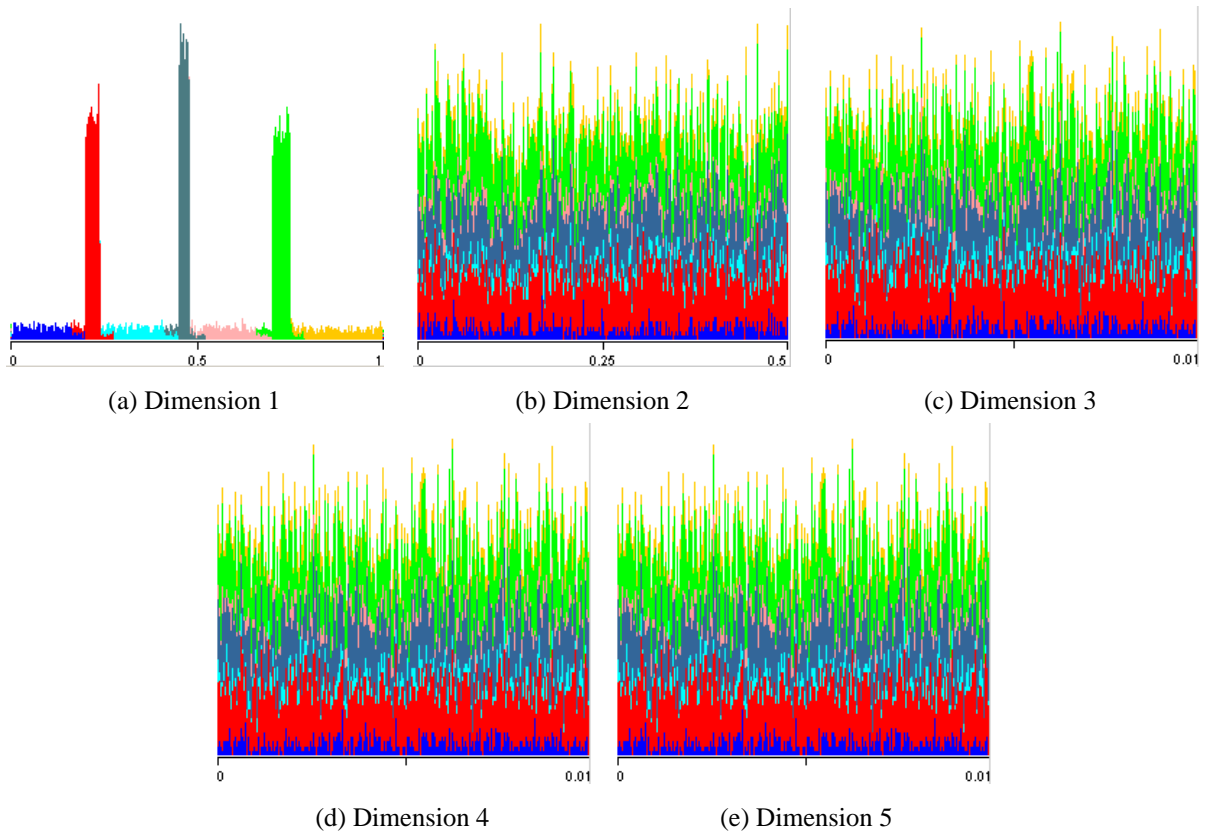 0 0.5 1
0 0.25 0.5
0 0.01
(a) Dimension 1
(b) Dimension 2
(c) Dimension 3
0 0.01
0 0.01
(d) Dimension 4
(e) Dimension 5